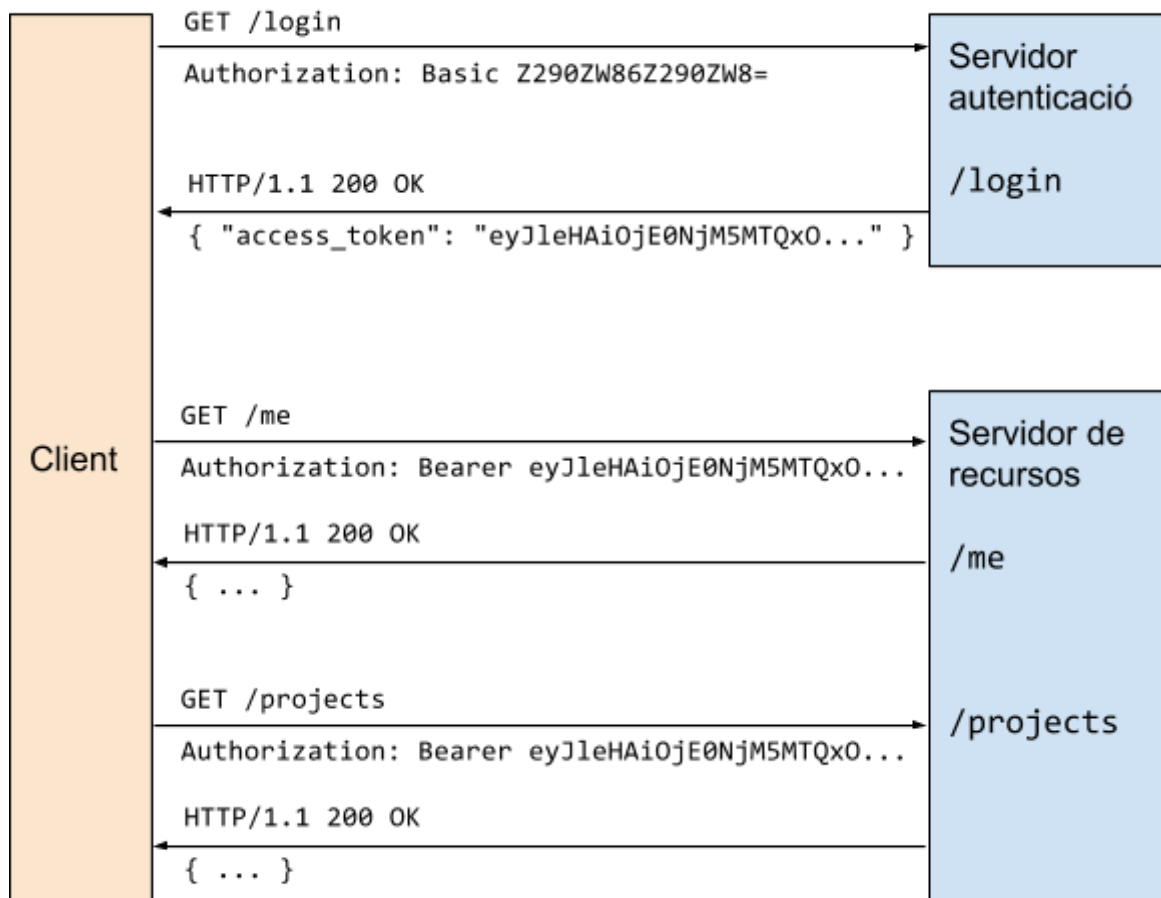 GET /login
Authorization: Basic Z290ZW86Z290ZW8=
Servidor
autenticació
/login
HTTP/1.1 200 OK
{ "access_token": "eyJleHAiOjE0NjM5MTQxO..." }
Client
GET /me
Authorization: Bearer eyJleHAiOjE0NjM5MTQxO...
Servidor de
recursos
HTTP/1.1 200 OK
{ ... }
/me
GET /projects
Authorization: Bearer eyJleHAiOjE0NjM5MTQxO...
/projects
HTTP/1.1 200 OK
{ ... }